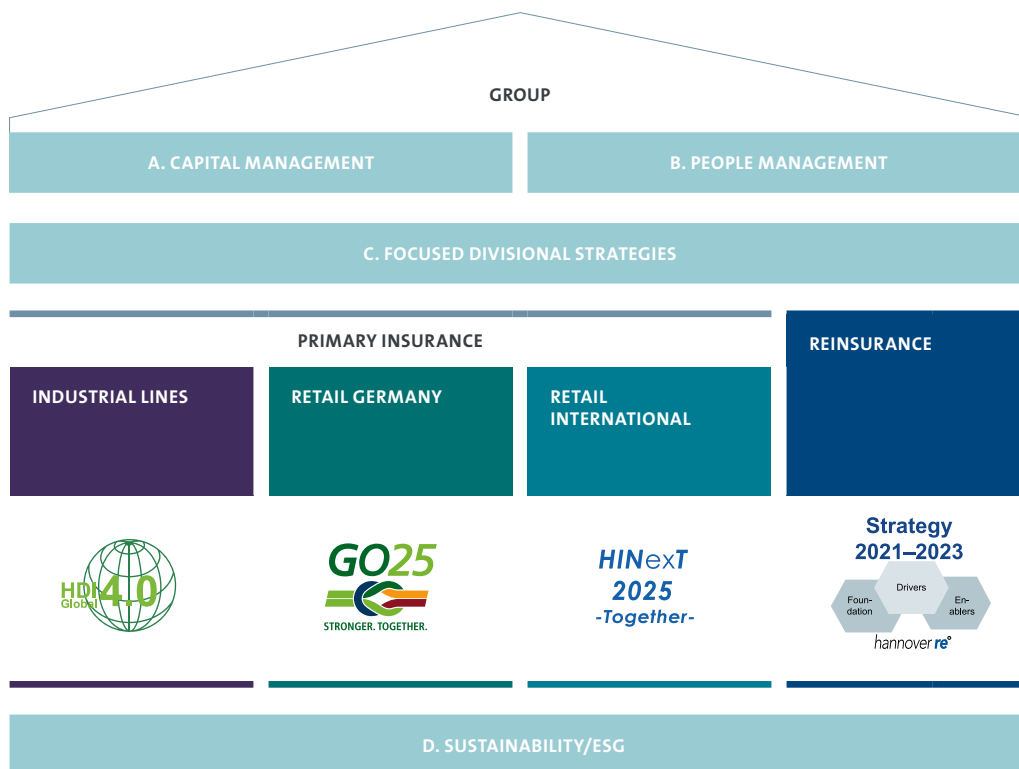 GROUP
A. CAPITAL MANAGEMENT
B. PEOPLE MANAGEMENT
C. FOCUSED DIVISIONAL STRATEGIES
PRIMARY INSURANCE
REINSURANCE
INDUSTRIAL LINES
RETAIL GERMANY
RETAIL
INTERNATIONAL
HDI
Global
4.0
GO25
STRONGER. TOGETHER.
HINexT
2025
-Together-
Strategy
2021–2023
Drivers
Foun-
dation
En-
ablers
hannover re°
D. SUSTAINABILITY/ESG